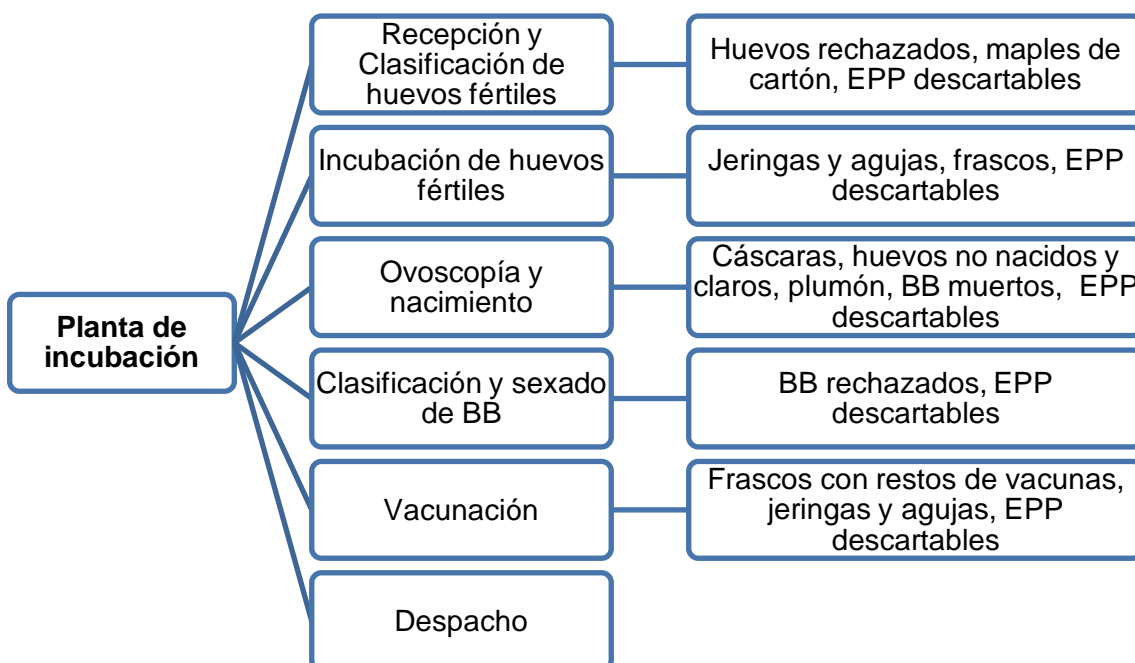 Recepción y
Clasificación de
huevos fértiles
Huevos rechazados, maples de
cartón, EPP descartables
Incubación de huevos
fértiles
Jeringas y agujas, frascos, EPP
descartables
Ovoscopía y
nacimiento
Cáscaras, huevos no nacidos y
claros, plumón, BB muertos, EPP
descartables
Planta de
incubación
Clasificación y sexado
de BB
BB rechazados, EPP
descartables
Vacunación
Frascos con restos de vacunas,
jeringas y agujas, EPP
descartables
Despacho